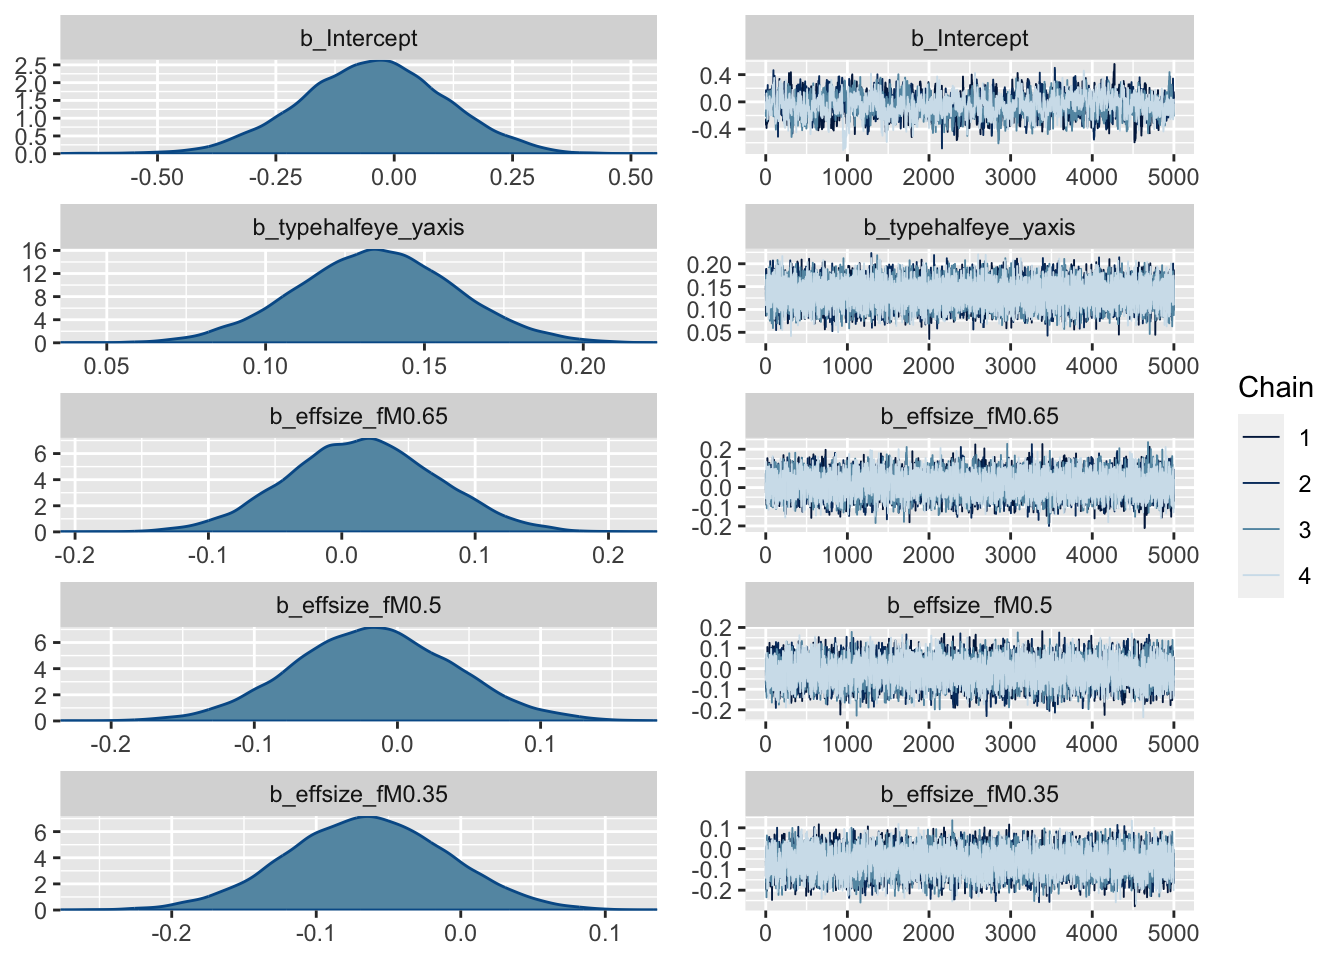 b_Intercept
2.5
2.0
1.5
1.0
0.5
0.0
-0.50 -0.25 0.00 0.25 0.50
b_Intercept
0.4
0.0
-0.4
0 1000 2000 3000 4000 5000
b_typehalfeye_yaxis
16
12
8
4
0
0.05 0.10 0.15 0.20
b_typehalfeye_yaxis
0.20
0.15
0.10
0.05
0 1000 2000 3000 4000 5000
b_effsize_fM0.65
6
4
2
0
-0.2 -0.1 0.0 0.1 0.2
b_effsize_fM0.65
0.2
0.1
0.0
-0.1
-0.2
0 1000 2000 3000 4000 5000
b_effsize_fM0.5
6
4
2
0
-0.2 -0.1 0.0 0.1
b_effsize_fM0.5
0.2
0.1
0.0
-0.1
-0.2
0 1000 2000 3000 4000 5000
b_effsize_fM0.35
6
4
2
0
-0.2 -0.1 0.0 0.1
b_effsize_fM0.35
0.1
0.0
-0.1
-0.2
0 1000 2000 3000 4000 5000
Chain
1
2
3
4